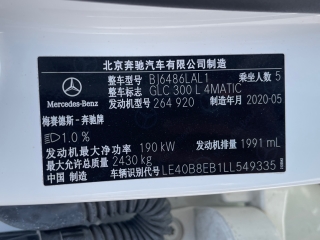 北京奔驰汽车有限公司制造
整车型号 BJ6486LAL1 乘坐人数 5
整车标志 GLC 300 L 4MATIC
发动机型号 264 920 制造年月 2020-05
Mercedes-Benz
梅赛德斯-奔驰牌
1.0 %
发动机最大净功率 190 kW 发动机排量 1991 mL
最大允许总质量 2430 kg
中国 制造 车辆识别代号 LE40B8EB1LL549335